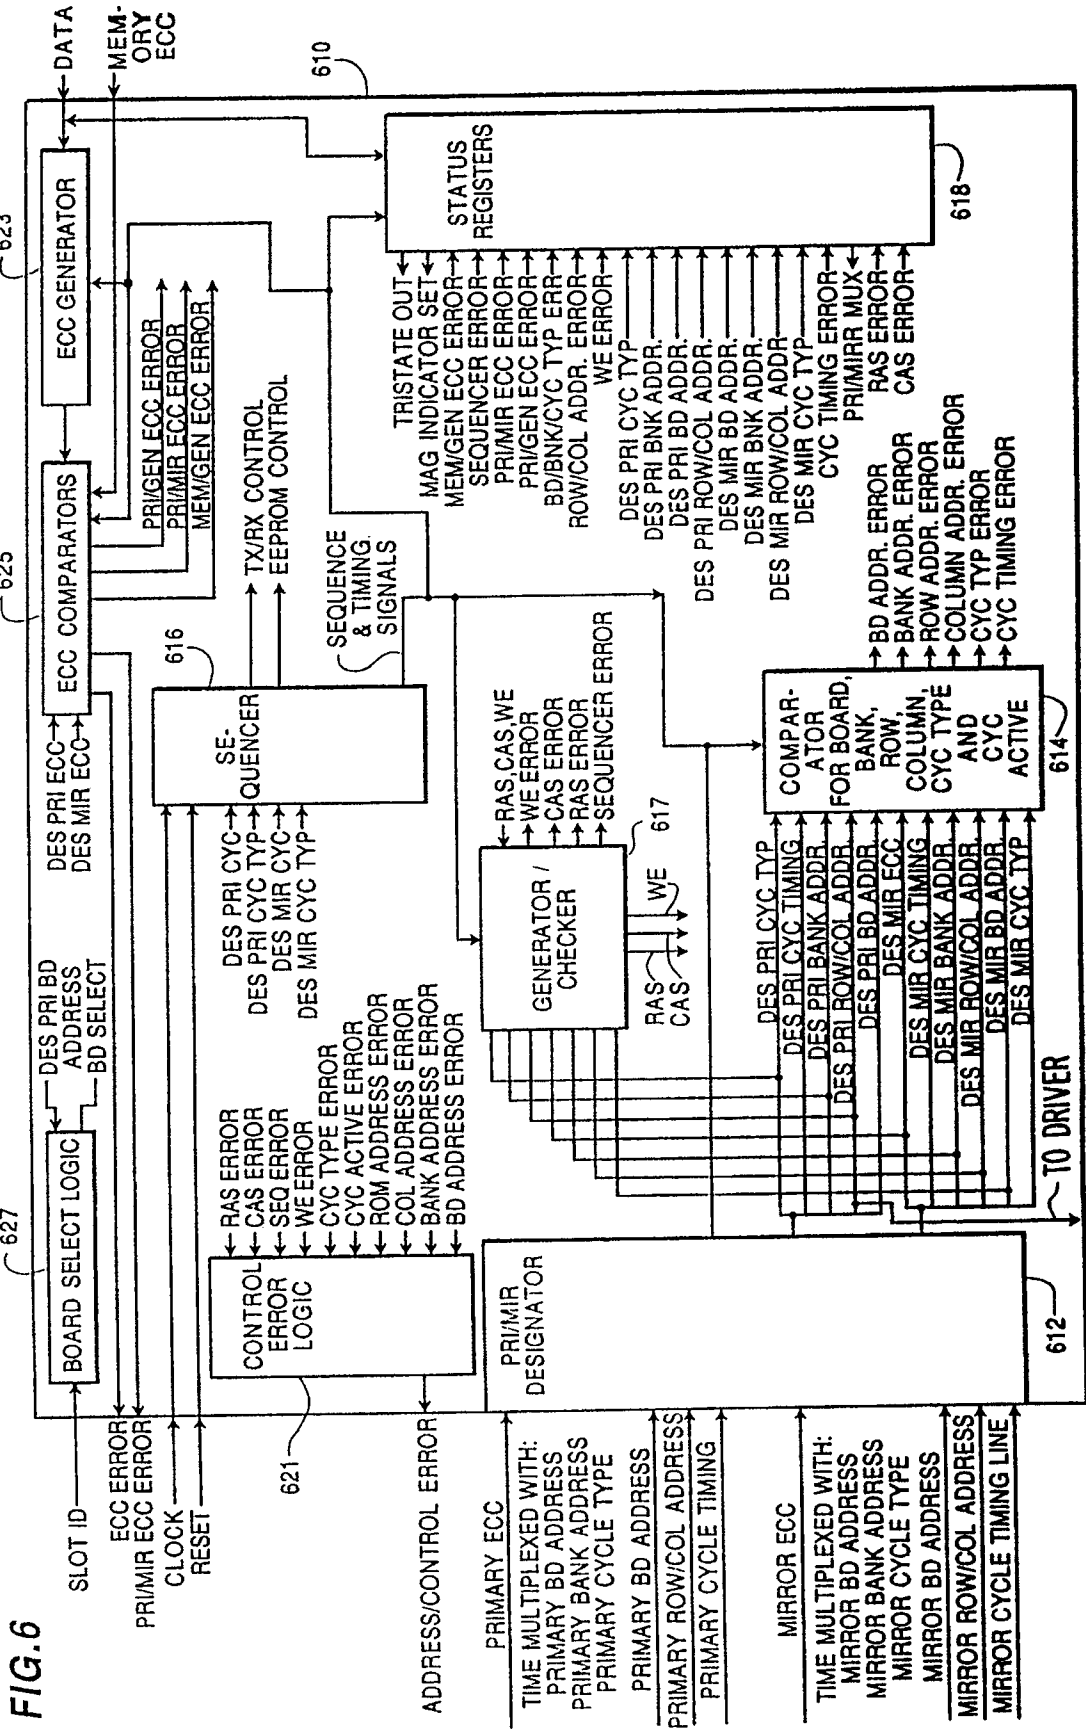 FIG.6
SLOT ID
627
BOARD SELECT LOGIC
DES PRI BD
ADDRESS
BD SELECT
625
DES PRI ECC
DES MIR ECC
ECC COMPARATORS
623
ECC GENERATOR
DATA
MEM-
ORY
ECC
610
ECC ERROR
PRI/MIR ECC ERROR
CLOCK
RESET
PRI/GEN ECC ERROR
PRI/MIR ECC ERROR
MEM/GEN ECC ERROR
616
SE-
QUENCER
DES PRI CYC
DES PRI CYC TYP
DES MIR CYC
DES MIR CYC TYP
TX/RX CONTROL
EEPROM CONTROL
SEQUENCE
& TIMING
SIGNALS
621
CONTROL
ERROR
LOGIC
RAS ERROR
CAS ERROR
SEQ ERROR
WE ERROR
CYC TYPE ERROR
CYC ACTIVE ERROR
ROM ADDRESS ERROR
COL ADDRESS ERROR
BANK ADDRESS ERROR
BD ADDRESS ERROR
ADDRESS/CONTROL ERROR
STATUS
REGISTERS
618
TRISTATE OUT
MAG INDICATOR SET
MEM/GEN ECC ERROR
SEQUENCER ERROR
PRI/MIR ECC ERROR
PRI/GEN ECC ERROR
BD/BNK/CYC TYP ERR
ROW/COL ADDR. ERROR
WE ERROR
DES PRI CYC TYP
DES PRI BNK ADDR.
DES PRI BD ADDR.
DES PRI ROW/COL ADDR.
DES MIR BD ADDR.
DES MIR BNK ADDR.
DES MIR ROW/COL ADDR
DES MIR CYC TYP
CYC TIMING ERROR
PRI/MIRR MUX
RAS ERROR
CAS ERROR
GENERATOR /
CHECKER
617
RAS,CAS,WE
WE ERROR
CAS ERROR
RAS ERROR
SEQUENCER ERROR
RAS
CAS
WE
PRI/MIR
DESIGNATOR
612
PRIMARY ECC
TIME MULTIPLEXED WITH:
PRIMARY BD ADDRESS
PRIMARY BANK ADDRESS
PRIMARY CYCLE TYPE
PRIMARY BD ADDRESS
PRIMARY ROW/COL ADDRESS
PRIMARY CYCLE TIMING
MIRROR ECC
TIME MULTIPLEXED WITH:
MIRROR BD ADDRESS
MIRROR BANK ADDRESS
MIRROR CYCLE TYPE
MIRROR BD ADDRESS
MIRROR ROW/COL ADDRESS
MIRROR CYCLE TIMING LINE
DES PRI CYC TYP
DES PRI CYC TIMING
DES PRI BANK ADDR.
DES PRI ROW/COL ADDR.
DES PRI BD ADDR.
DES MIR ECC
DES MIR CYC TIMING
DES MIR BANK ADDR.
DES MIR ROW/COL ADDR.
DES MIR BD ADDR.
DES MIR CYC TYP
TO DRIVER
COMPAR-
ATOR
FOR BOARD,
BANK,
ROW,
COLUMN,
CYC TYPE
AND
CYC
ACTIVE
614
BD ADDR. ERROR
BANK ADDR. ERROR
ROW ADDR. ERROR
COLUMN ADDR. ERROR
CYC TYP ERROR
CYC TIMING ERROR